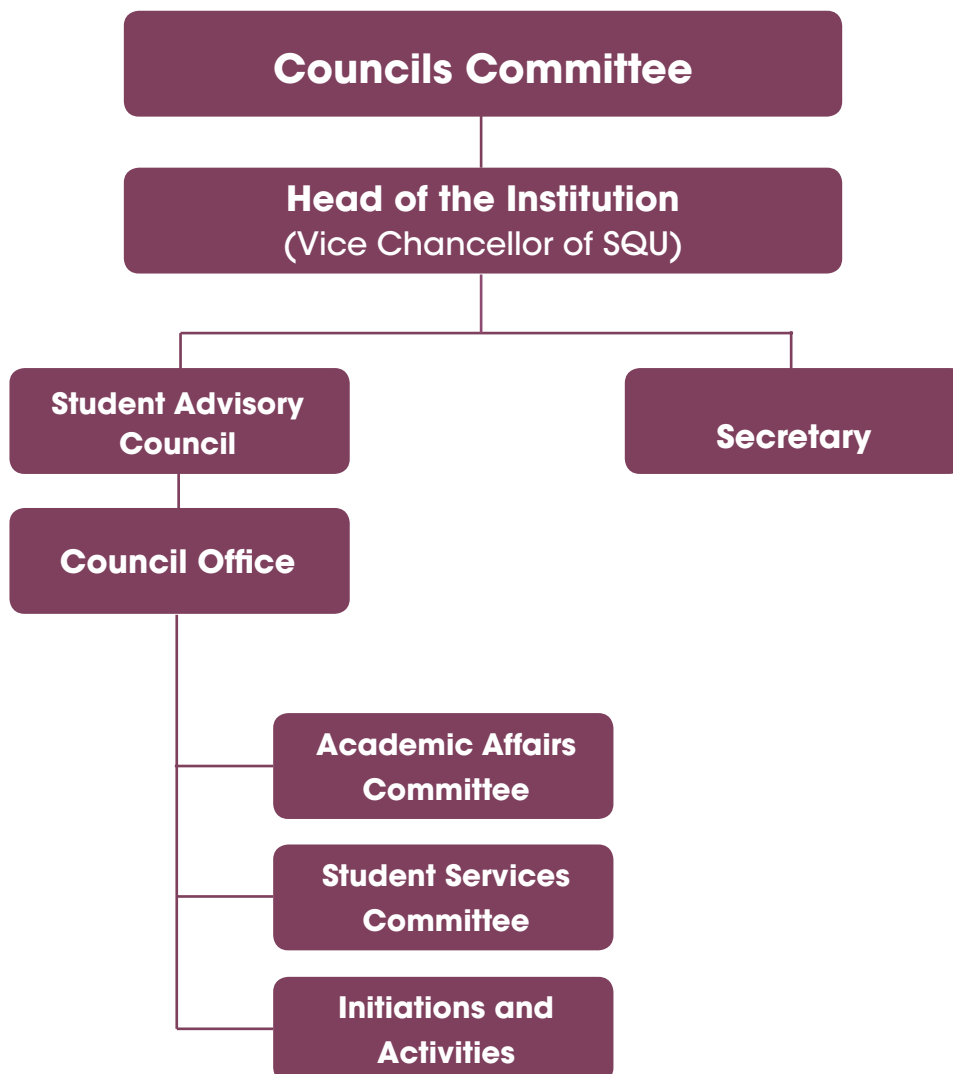 Councils Committee
Head of the Institution
(Vice Chancellor of SQU)
Student Advisory
Council
Secretary
Council Office
Academic Affairs
Committee
Student Services
Committee
Initiations and
Activities